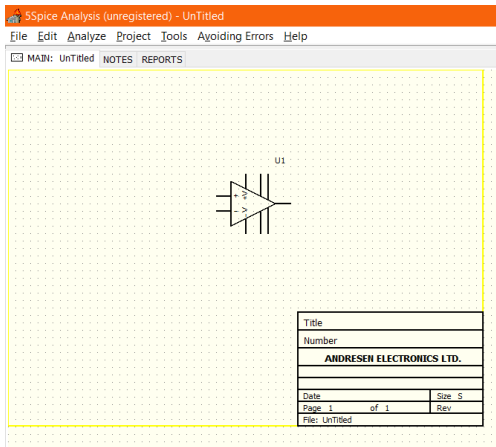 5Spice Analysis (unregistered) - UnTitled
File Edit Analyze Project Tools Avoiding Errors Help
MAIN: UnTitled NOTES REPORTS
U1
+ +V
- -V
Title
Number
ANDRESEN ELECTRONICS LTD.
Date Size S
Page 1 of 1 Rev
File: UnTitled